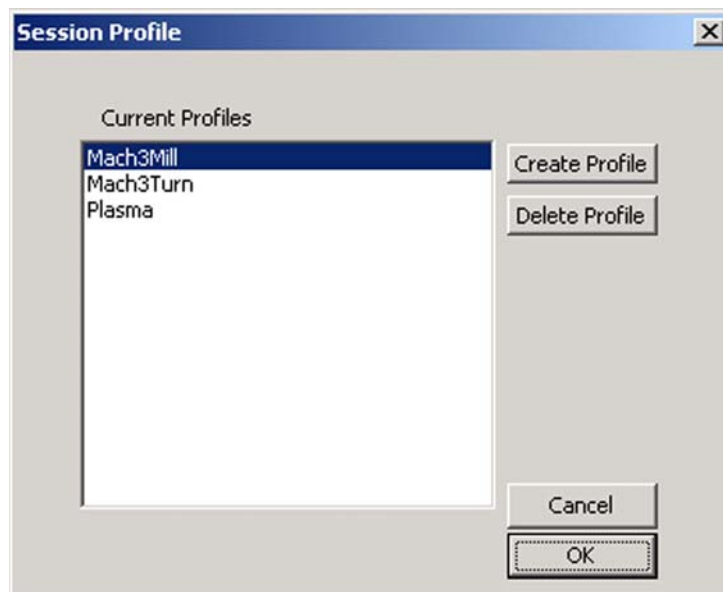 Session Profile
Current Profiles
Mach3Mill
Mach3Turn
Plasma
Create Profile
Delete Profile
Cancel
OK